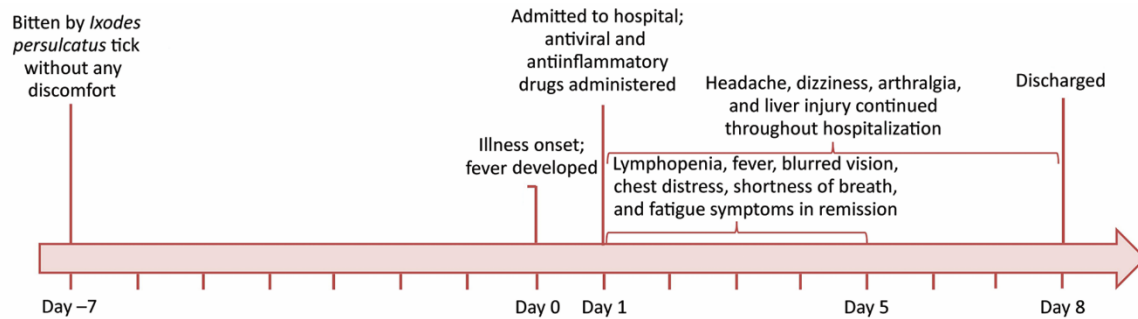 Bitten by Ixodes
persulcatus tick
without any
discomfort
Illness onset;
fever developed
Admitted to hospital;
antiviral and
antiinflammatory
drugs administered
Headache, dizziness, arthralgia,
and liver injury continued
throughout hospitalization
Lymphopenia, fever, blurred vision,
chest distress, shortness of breath,
and fatigue symptoms in remission
Discharged
Day –7
Day 0
Day 1
Day 5
Day 8